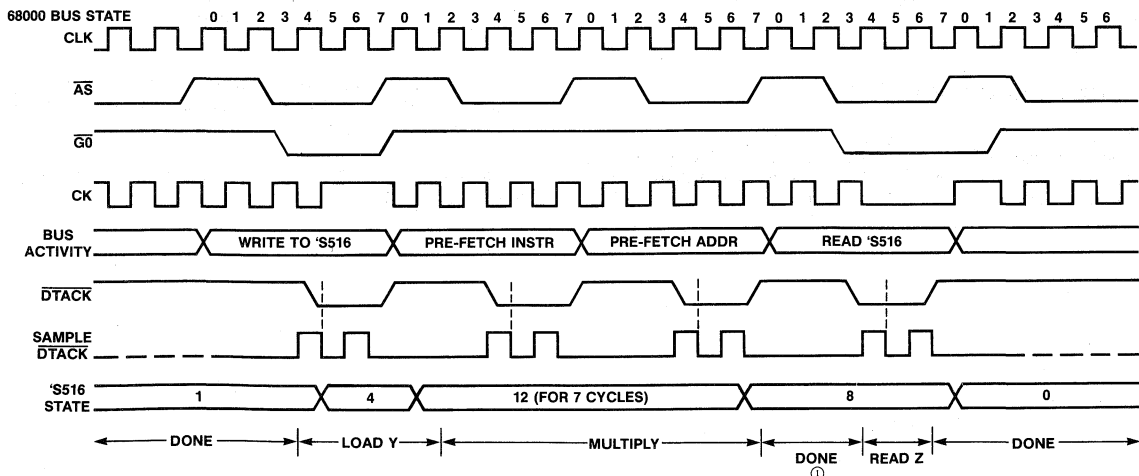 68000 BUS STATE 0 1 2 3 4 5 6 7 0 1 2 3 4 5 6 7 0 1 2 3 4 5 6 7 0 1 2 3 4 5 6 7 0 1 2 3 4 5 6
CLK
AS
G0
CK
BUS
ACTIVITY
WRITE TO 'S516 PRE-FETCH INSTR PRE-FETCH ADDR READ 'S516
DTACK
SAMPLE
DTACK
'S516
STATE
1 4 12 (FOR 7 CYCLES) 8 0
DONE LOAD Y MULTIPLY DONE READ Z DONE
①